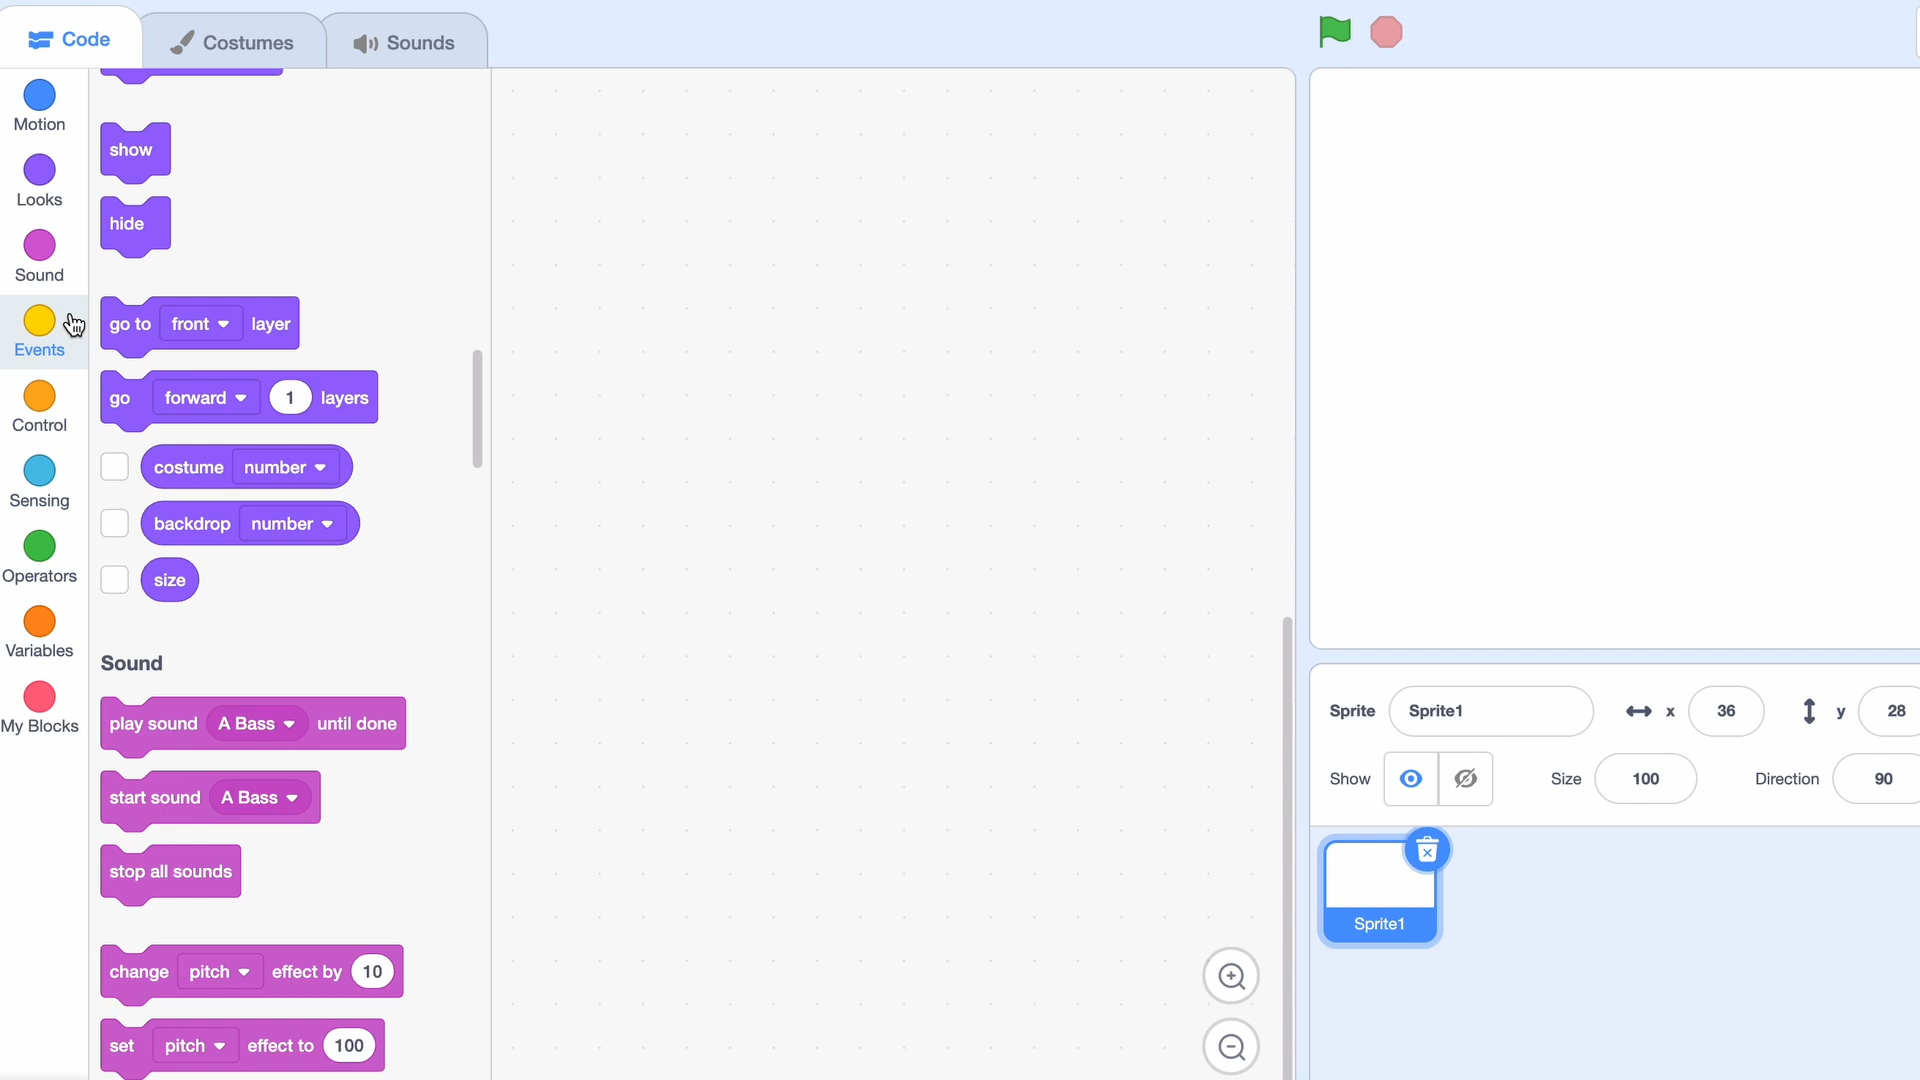 Code
Costumes
Sounds
Motion
Looks
Sound
Events
Control
Sensing
Operators
Variables
My Blocks
show
hide
go to front layer
go forward 1 layers
costume number
backdrop number
size
Sound
play sound A Bass until done
start sound A Bass
stop all sounds
change pitch effect by 10
set pitch effect to 100
Sprite Sprite1 x 36 y 28
Show Size 100 Direction 90
Sprite1